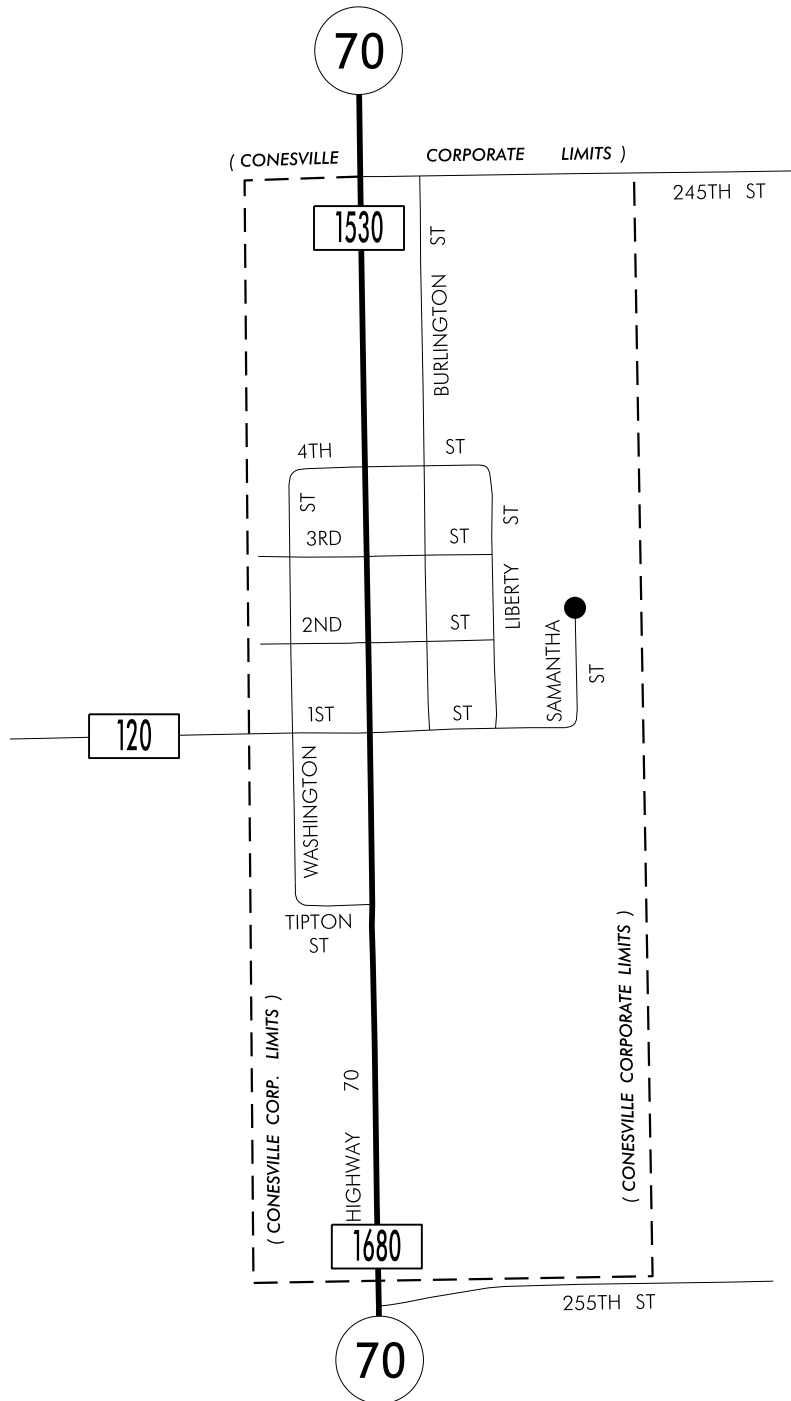 70
( CONESVILLE CORPORATE LIMITS )
245TH ST
1530
BURLINGTON ST
4TH ST
ST
3RD ST
LIBERTY ST
2ND ST
SAMANTHA ST
1ST ST
120
WASHINGTON
TIPTON
ST
( CONESVILLE CORP. LIMITS )
( CONESVILLE CORPORATE LIMITS )
HIGHWAY 70
1680
255TH ST
70